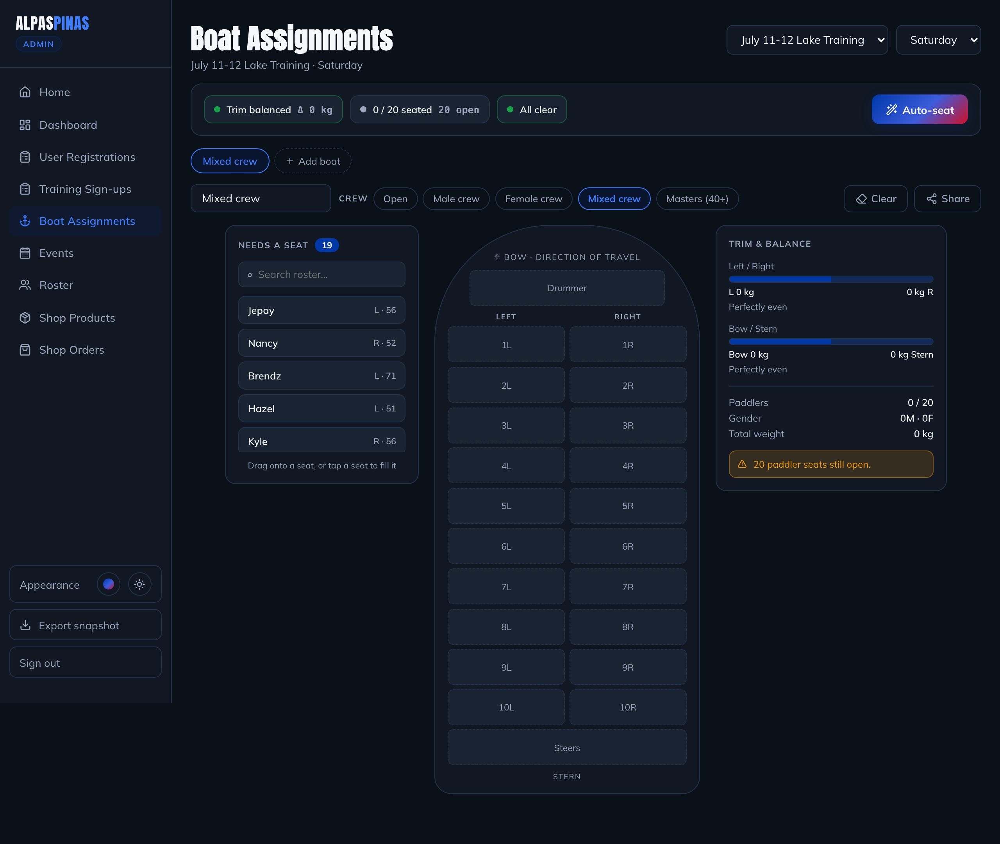 ALPASPINAS
ADMIN
Home
Dashboard
User Registrations
Training Sign-ups
Boat Assignments
Events
Roster
Shop Products
Shop Orders
Appearance
Export snapshot
Sign out
Boat Assignments
July 11-12 Lake Training · Saturday
July 11-12 Lake Training
Saturday
Trim balanced Δ 0 kg
0 / 20 seated 20 open
All clear
Auto-seat
Mixed crew
+ Add boat
Mixed crew
CREW
Open
Male crew
Female crew
Mixed crew
Masters (40+)
Clear
Share
NEEDS A SEAT 19
Search roster...
Jepay L · 56
Nancy R · 52
Brendz L · 71
Hazel L · 51
Kyle R · 56
Drag onto a seat, or tap a seat to fill it
↑ BOW · DIRECTION OF TRAVEL
Drummer
LEFT RIGHT
1L 1R
2L 2R
3L 3R
4L 4R
5L 5R
6L 6R
7L 7R
8L 8R
9L 9R
10L 10R
Steers
STERN
TRIM & BALANCE
Left / Right
L 0 kg 0 kg R
Perfectly even
Bow / Stern
Bow 0 kg 0 kg Stern
Perfectly even
Paddlers 0 / 20
Gender 0M · 0F
Total weight 0 kg
20 paddler seats still open.